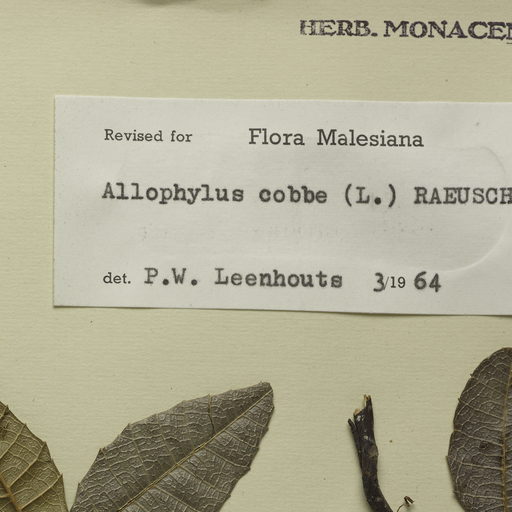 HERB. MONACEN
Revised for Flora Malesiana
Allophylus cobbe (L.) RAEUSCH
det. P.W. Leenhouts 3/19 64